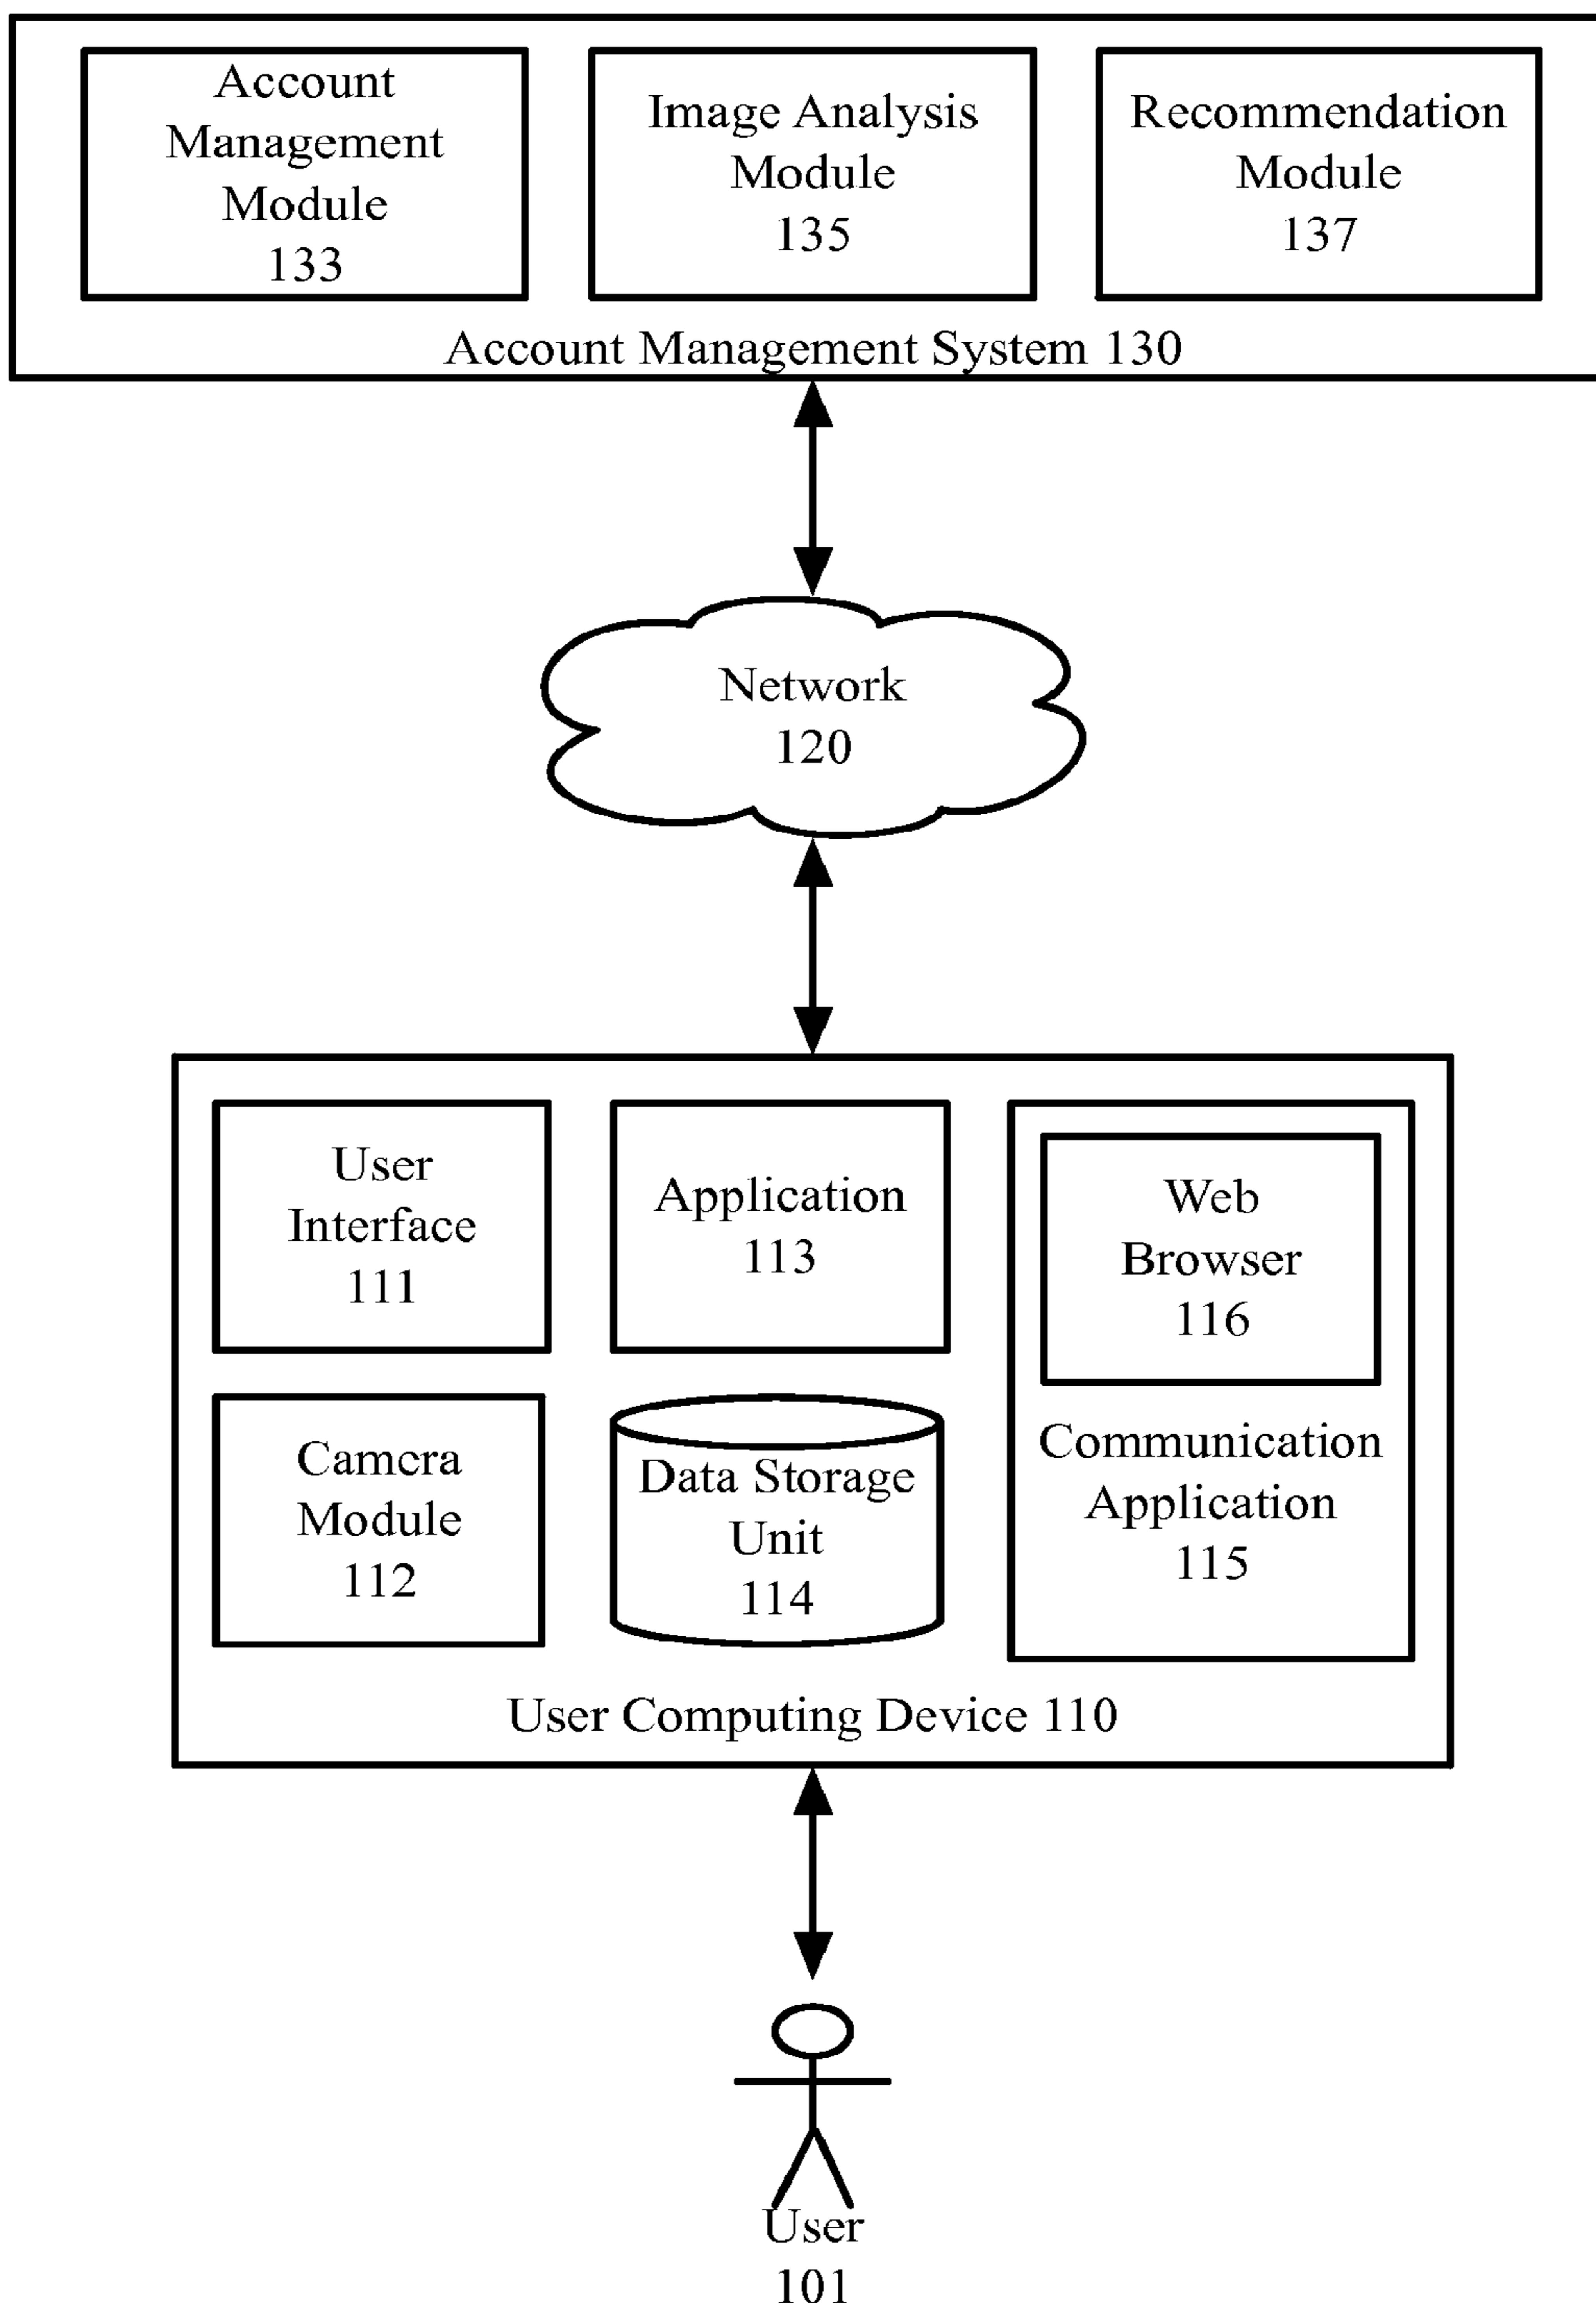 Account
Management
Module
133
Image Analysis
Module
135
Recommendation
Module
137
Account Management System 130
Network
120
User
Interface
111
Application
113
Web
Browser
116
Camera
Module
112
Data Storage
Unit
114
Communication
Application
115
User Computing Device 110
User
101